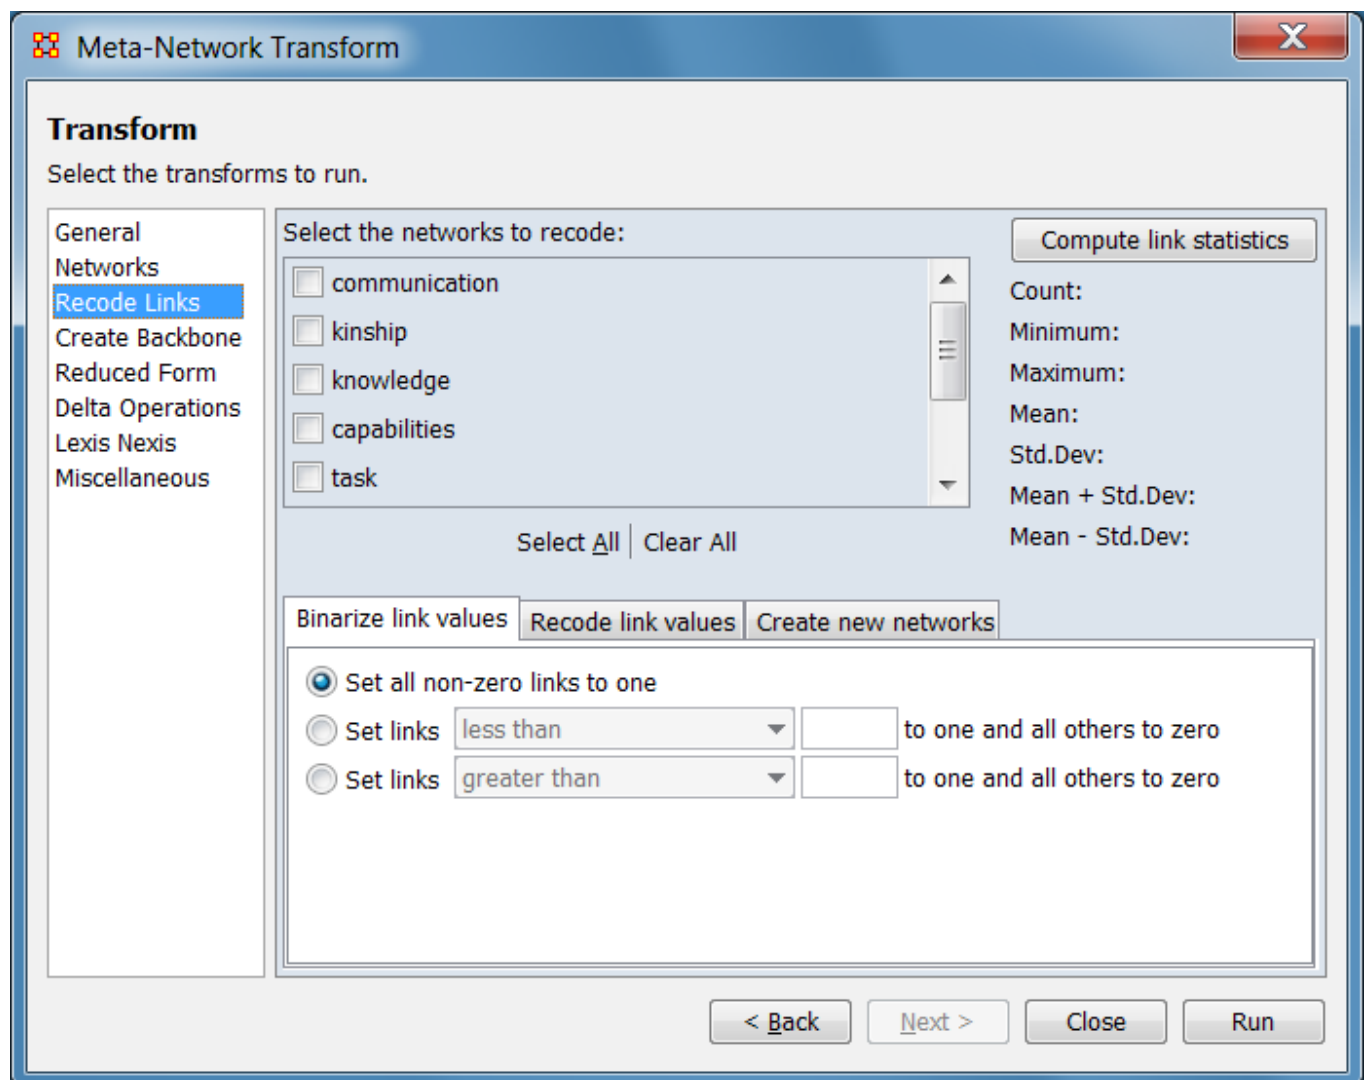 Meta-Network Transform
X
Transform
Select the transforms to run.
General
Networks
Recode Links
Create Backbone
Reduced Form
Delta Operations
Lexis Nexis
Miscellaneous
Select the networks to recode:
communication
kinship
knowledge
capabilities
task
Select All | Clear All
Compute link statistics
Count:
Minimum:
Maximum:
Mean:
Std.Dev:
Mean + Std.Dev:
Mean - Std.Dev:
Binarize link values Recode link values Create new networks
Set all non-zero links to one
Set links less than to one and all others to zero
Set links greater than to one and all others to zero
< Back Next > Close Run